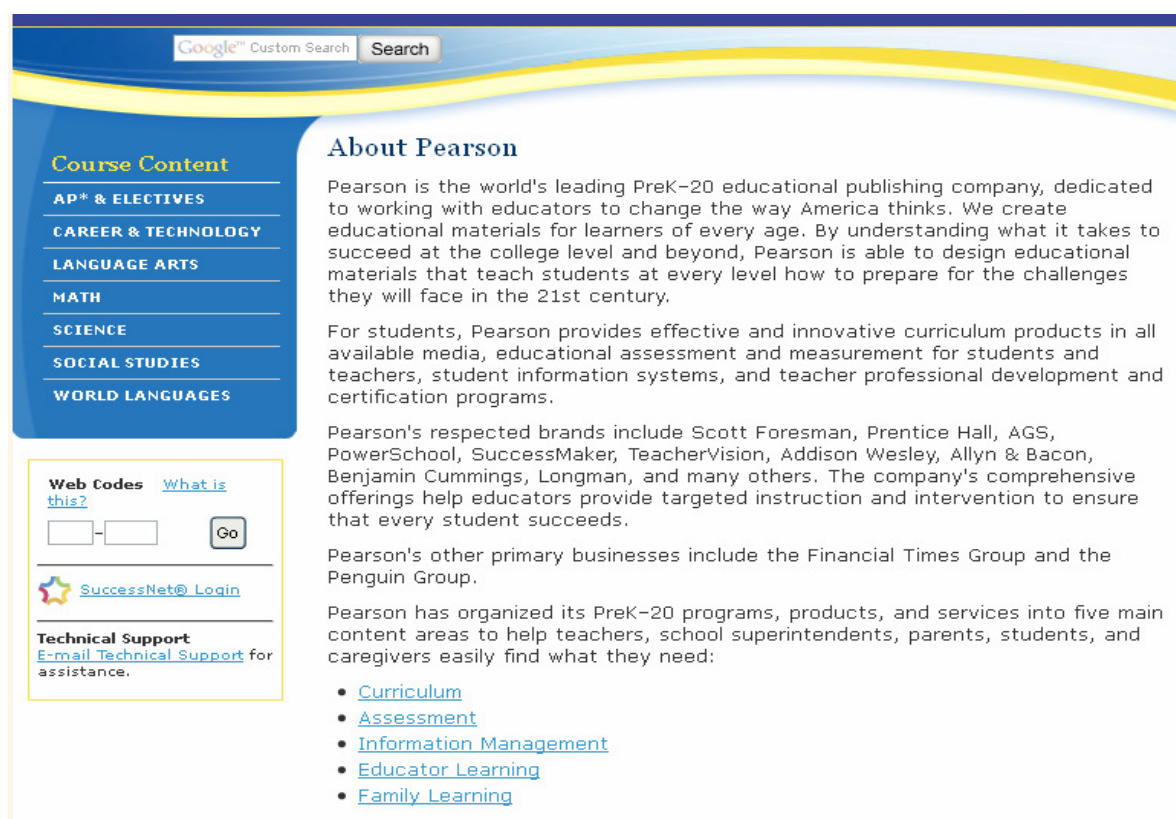 Google™ Custom Search Search
Course Content
AP* & ELECTIVES
CAREER & TECHNOLOGY
LANGUAGE ARTS
MATH
SCIENCE
SOCIAL STUDIES
WORLD LANGUAGES
Web Codes What is
this?
- Go
SuccessNet® Login
Technical Support
E-mail Technical Support for
assistance.
About Pearson
Pearson is the world's leading PreK–20 educational publishing company, dedicated
to working with educators to change the way America thinks. We create
educational materials for learners of every age. By understanding what it takes to
succeed at the college level and beyond, Pearson is able to design educational
materials that teach students at every level how to prepare for the challenges
they will face in the 21st century.
For students, Pearson provides effective and innovative curriculum products in all
available media, educational assessment and measurement for students and
teachers, student information systems, and teacher professional development and
certification programs.
Pearson's respected brands include Scott Foresman, Prentice Hall, AGS,
PowerSchool, SuccessMaker, TeacherVision, Addison Wesley, Allyn & Bacon,
Benjamin Cummings, Longman, and many others. The company's comprehensive
offerings help educators provide targeted instruction and intervention to ensure
that every student succeeds.
Pearson's other primary businesses include the Financial Times Group and the
Penguin Group.
Pearson has organized its PreK–20 programs, products, and services into five main
content areas to help teachers, school superintendents, parents, students, and
caregivers easily find what they need:
• Curriculum
• Assessment
• Information Management
• Educator Learning
• Family Learning